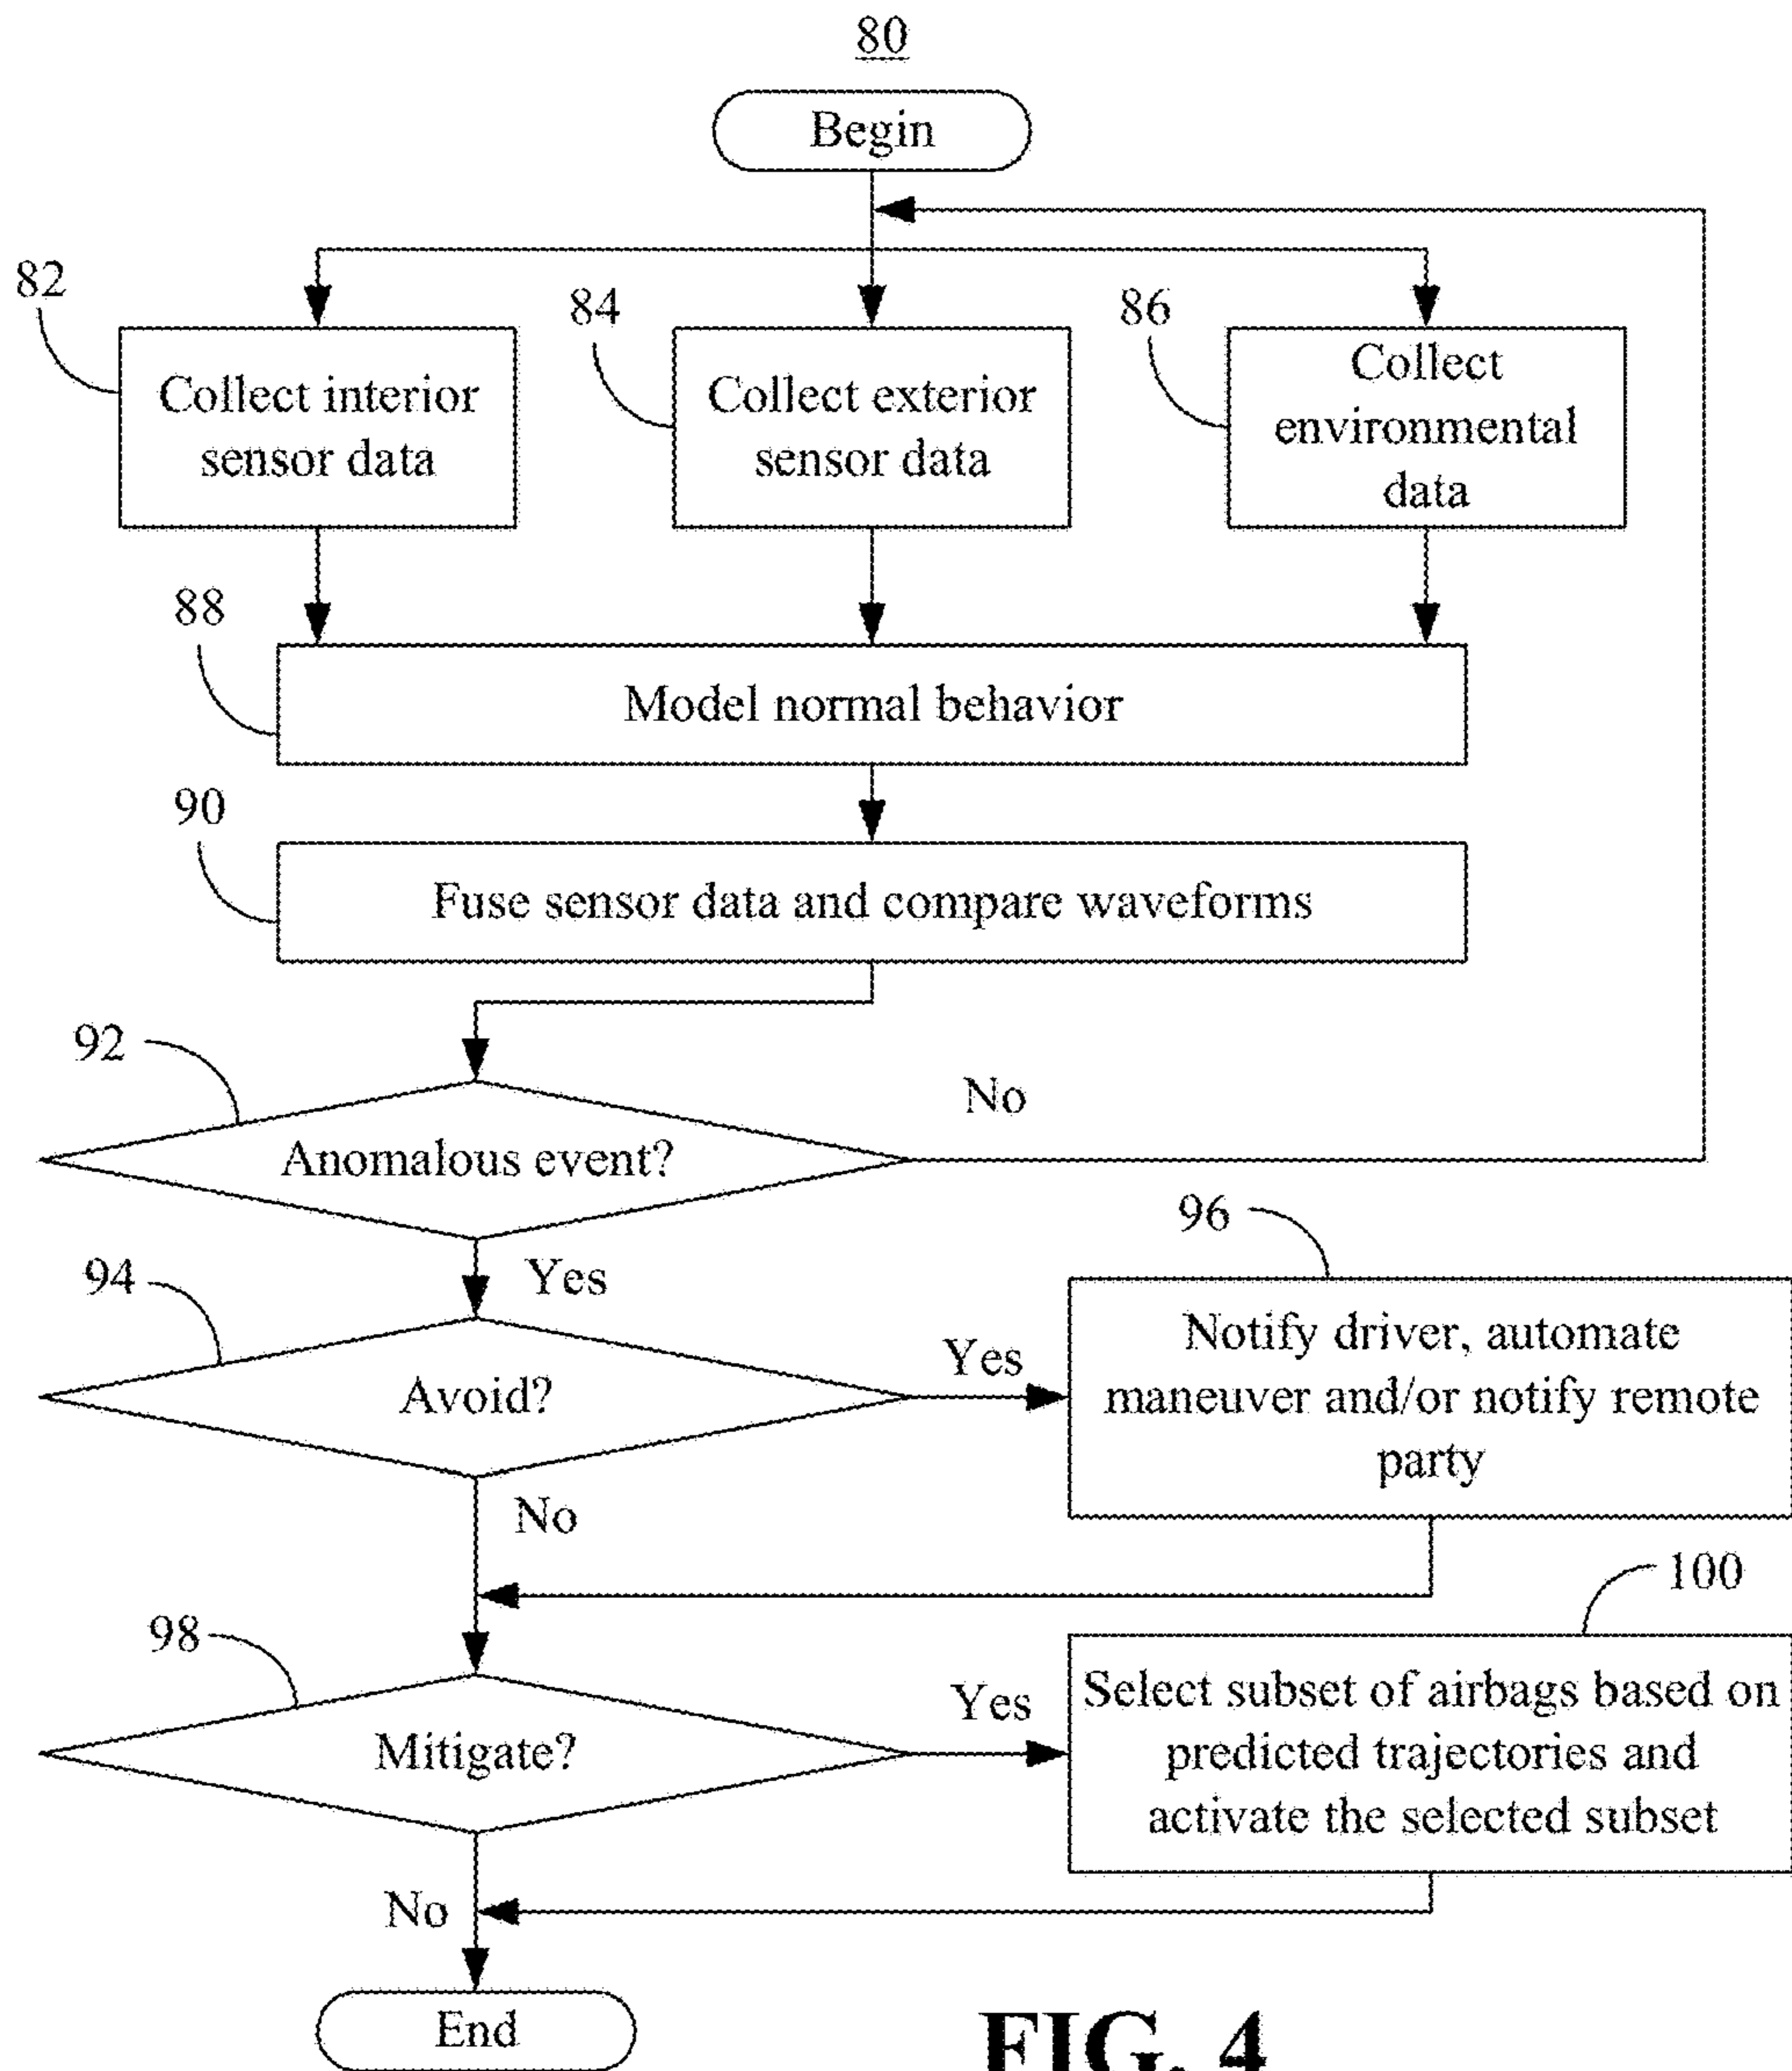 80
Begin
82
84
86
Collect interior
sensor data
Collect exterior
sensor data
Collect
environmental
data
88
Model normal behavior
90
Fuse sensor data and compare waveforms
92
Anomalous event?
No
Yes
94
Avoid?
Yes
96
Notify driver, automate
maneuver and/or notify remote
party
No
98
Mitigate?
Yes
100
Select subset of airbags based on
predicted trajectories and
activate the selected subset
No
End
FIG. 4